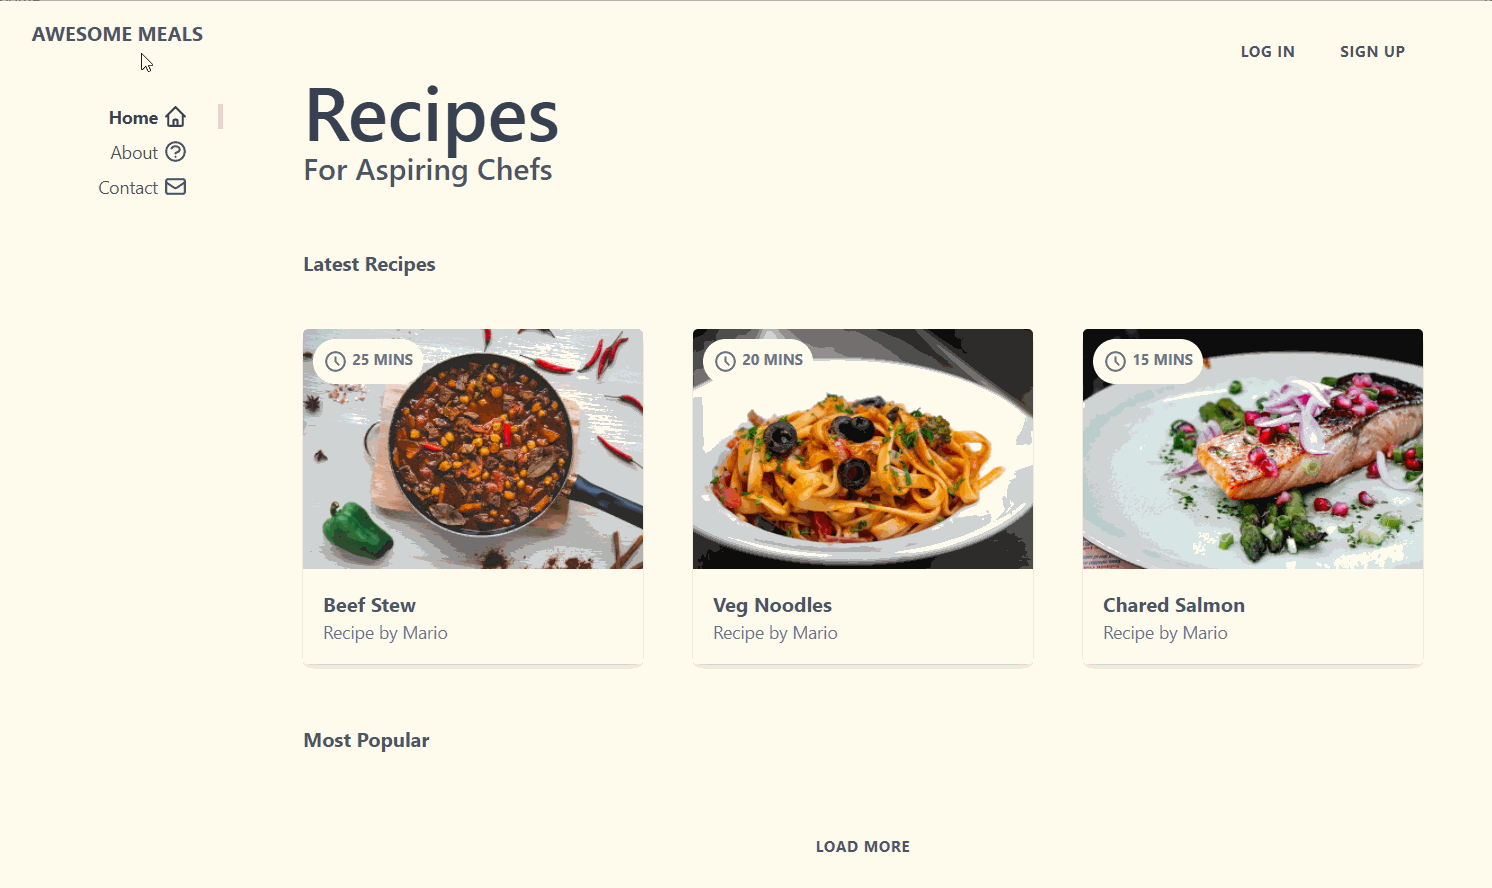 AWESOME MEALS
LOG IN
SIGN UP
Home
About
Contact
Recipes
For Aspiring Chefs
Latest Recipes
25 MINS
20 MINS
15 MINS
Beef Stew
Recipe by Mario
Veg Noodles
Recipe by Mario
Chared Salmon
Recipe by Mario
Most Popular
LOAD MORE